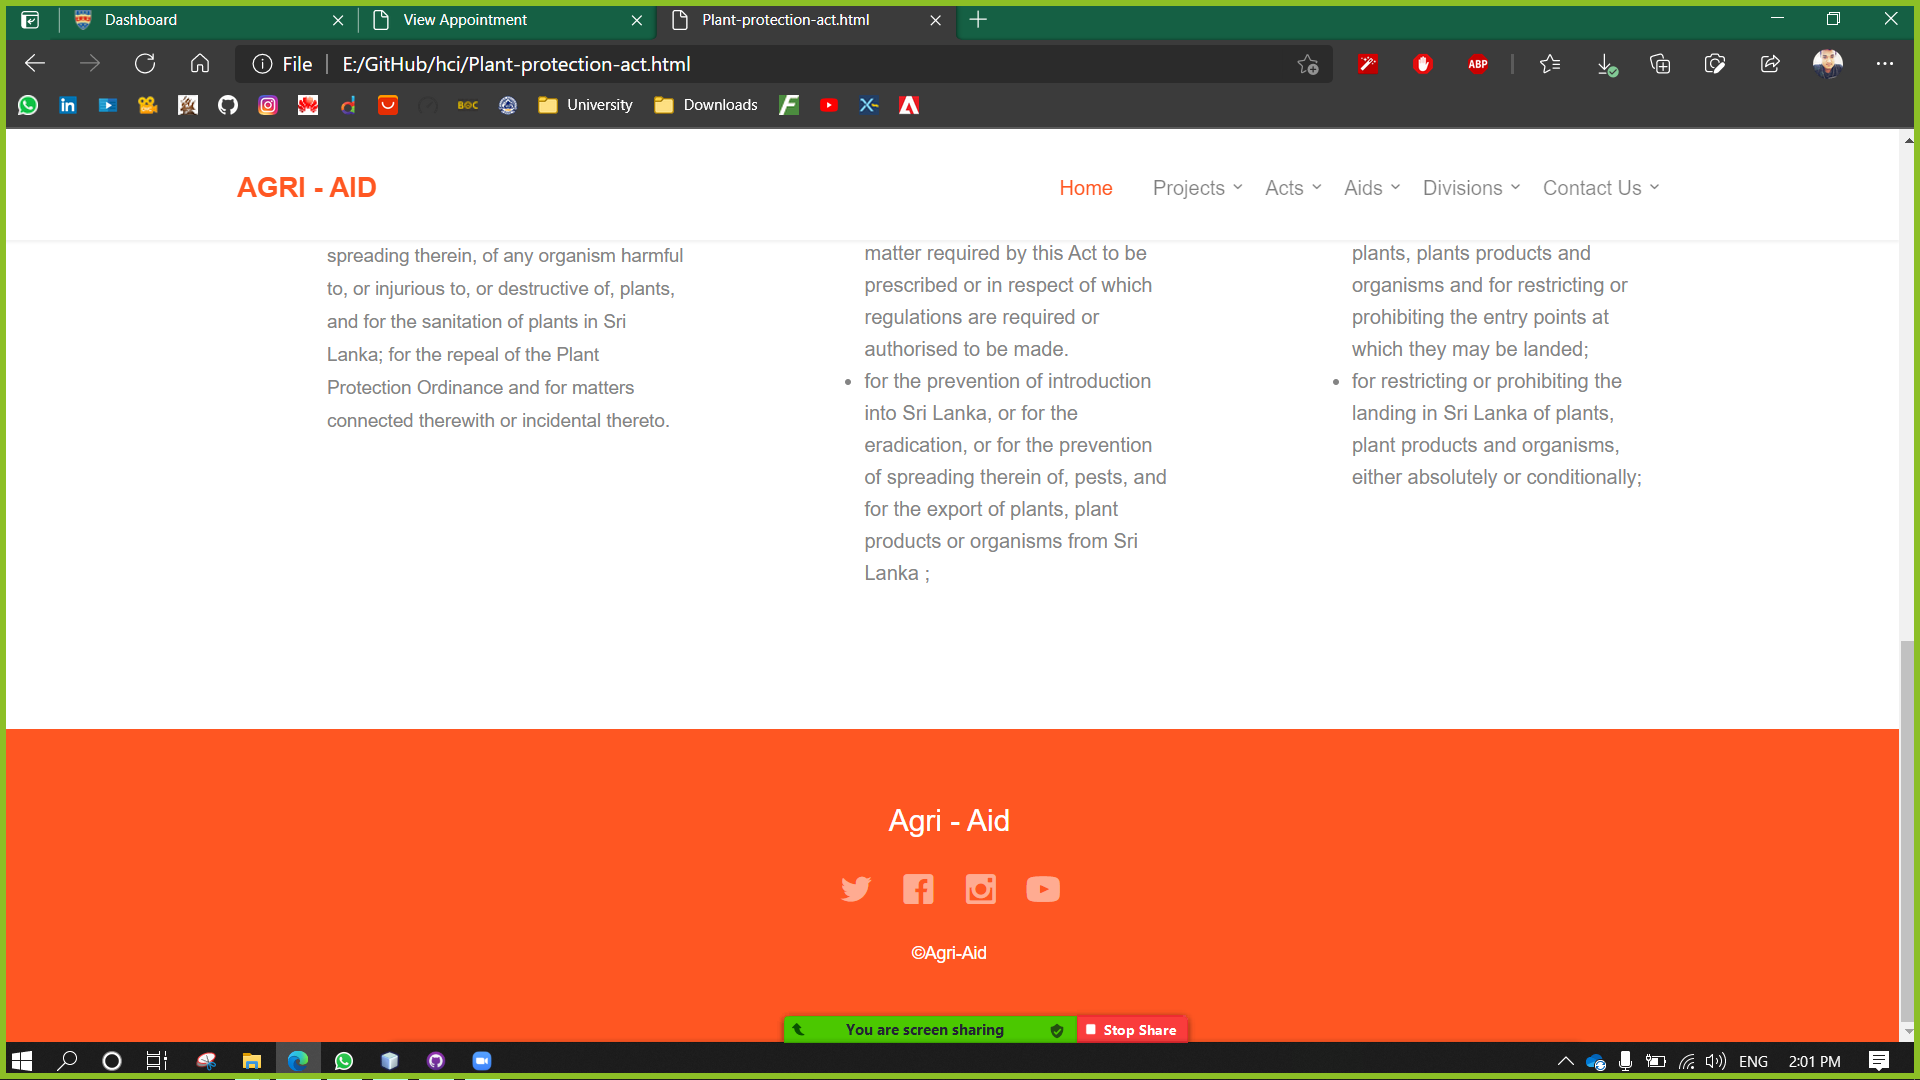 Dashboard
View Appointment
Plant-protection-act.html
File
E:/GitHub/hci/Plant-protection-act.html
ABP
BOC
University
Downloads
AGRI - AID
Home
Projects
Acts
Aids
Divisions
Contact Us
spreading therein, of any organism harmful
to, or injurious to, or destructive of, plants,
and for the sanitation of plants in Sri
Lanka; for the repeal of the Plant
Protection Ordinance and for matters
connected therewith or incidental thereto.
matter required by this Act to be
prescribed or in respect of which
regulations are required or
authorised to be made.
• for the prevention of introduction
into Sri Lanka, or for the
eradication, or for the prevention
of spreading therein of, pests, and
for the export of plants, plant
products or organisms from Sri
Lanka ;
plants, plants products and
organisms and for restricting or
prohibiting the entry points at
which they may be landed;
• for restricting or prohibiting the
landing in Sri Lanka of plants,
plant products and organisms,
either absolutely or conditionally;
Agri - Aid
©Agri-Aid
You are screen sharing
Stop Share
ENG
2:01 PM